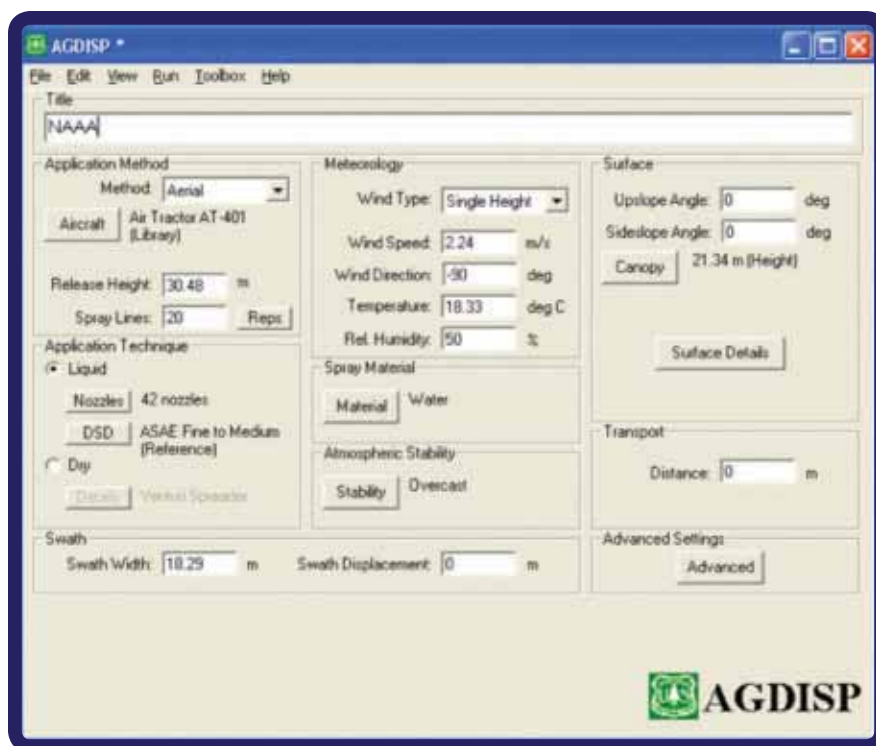 AGDISP *
File Edit View Run Toolbox Help
Title
NAAA
Application Method
Method: Aerial
Aircraft Air Tractor AT-401
(Library)
Release Height: 30.48 m
Spray Lines: 20 Reps
Application Technique
Liquid
Nozzles 42 nozzles
DSD ASAE Fine to Medium
(Reference)
Dry
Details Venturi Spreader
Meteorology
Wind Type: Single Height
Wind Speed: 2.24 m/s
Wind Direction: -90 deg
Temperature: 18.33 deg C
Rel. Humidity: 50 %
Spray Material
Material Water
Atmospheric Stability
Stability Overcast
Surface
Upslope Angle: 0 deg
Sideslope Angle: 0 deg
Canopy 21.34 m (Height)
Surface Details
Transport
Distance: 0 m
Swath
Swath Width: 18.29 m Swath Displacement: 0 m
Advanced Settings
Advanced
AGDISP